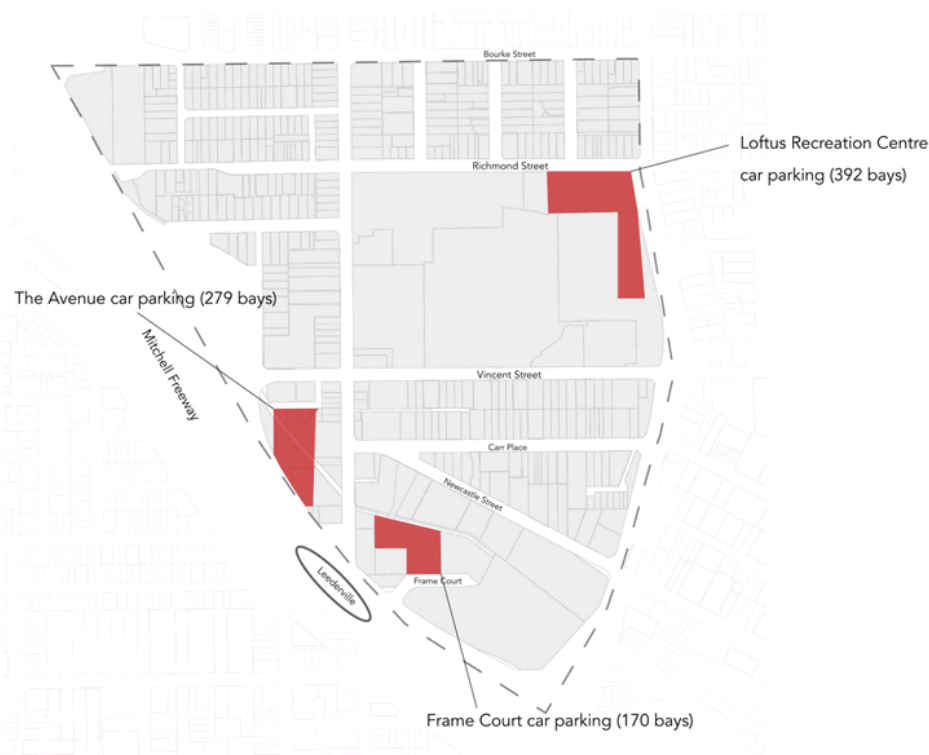 Bourke Street
Loftus Recreation Centre
car parking (392 bays)
Richmond Street
The Avenue car parking (279 bays)
Mitchell Freeway
Vincent Street
Carr Place
Newcastle Street
Leederville
Frame Court
Frame Court car parking (170 bays)